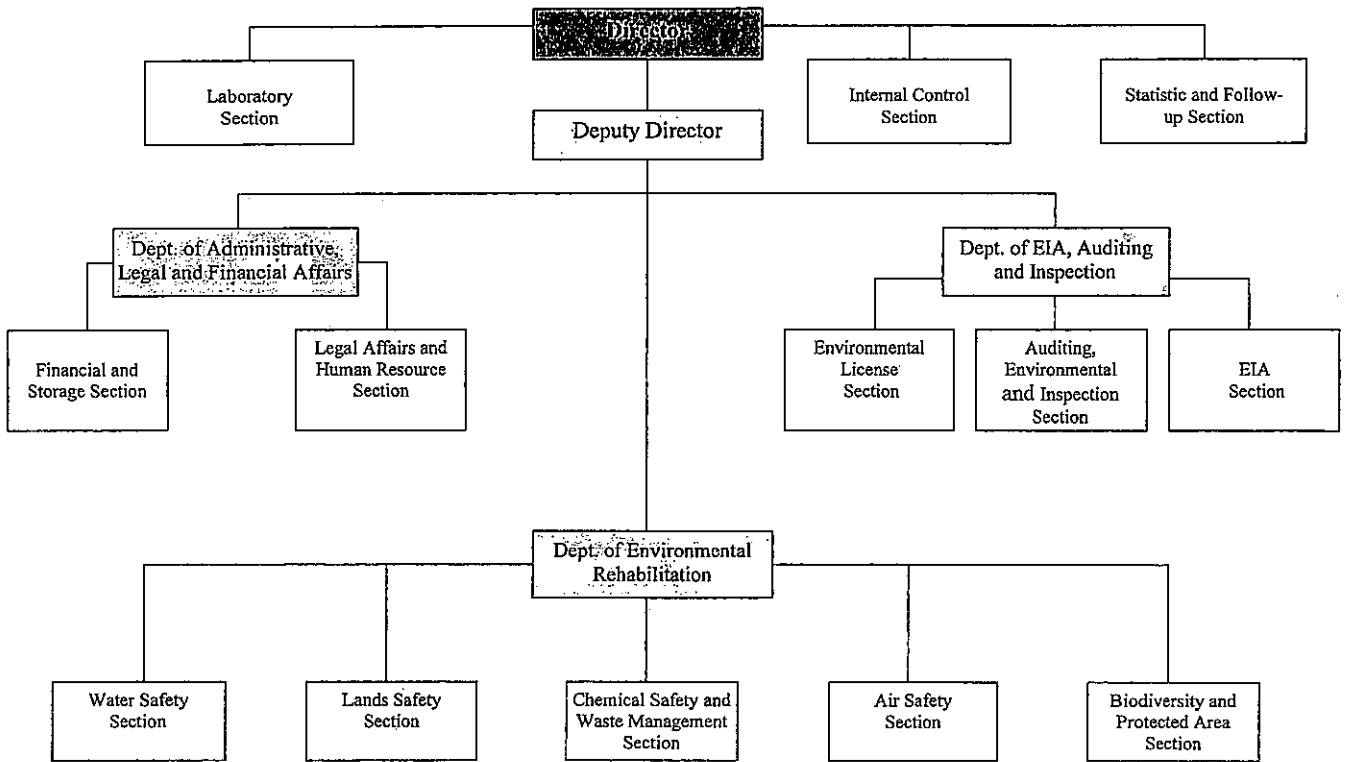 Director
Laboratory
Section
Internal Control
Section
Statistic and Follow-
up Section
Deputy Director
Dept. of Administrative,
Legal and Financial Affairs
Dept. of EIA, Auditing
and Inspection
Financial and
Storage Section
Legal Affairs and
Human Resource
Section
Environmental
License
Section
Auditing,
Environmental
and Inspection
Section
EIA
Section
Dept. of Environmental
Rehabilitation
Water Safety
Section
Lands Safety
Section
Chemical Safety and
Waste Management
Section
Air Safety
Section
Biodiversity and
Protected Area
Section